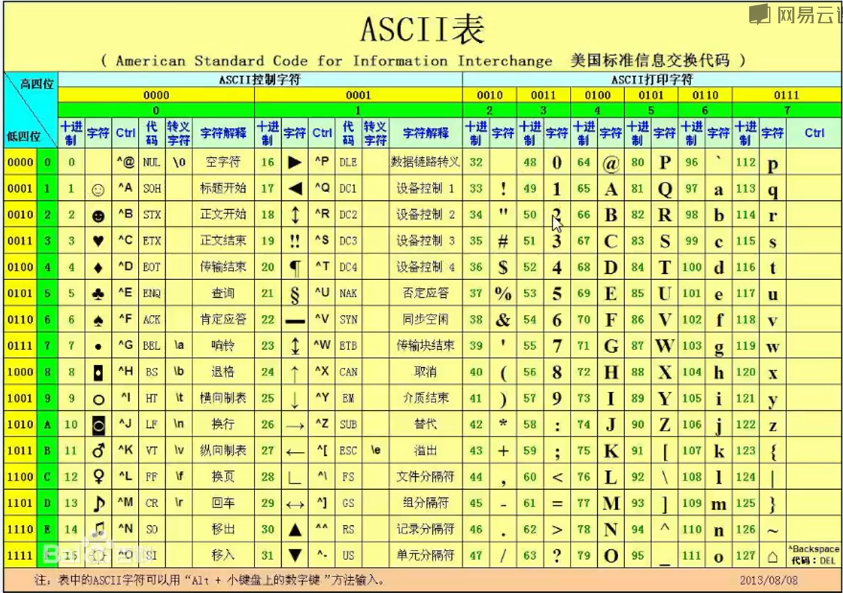 网易云
ASCII表
( American Standard Code for Information Interchange 美国标准信息交换代码 )
高四位 ASCII控制字符 ASCII打印字符
0000 0001 0010 0011 0100 0101 0110 0111
0 1 2 3 4 5 6 7
低四位 十进制 字符 Ctrl 代码 转义字符 字符解释 十进制 字符 Ctrl 代码 转义字符 字符解释 十进制 字符 十进制 字符 十进制 字符 十进制 字符 十进制 字符 十进制 字符 Ctrl
0000 0 0 ^@ NUL \0 空字符 16 ► ^P DLE 数据链路转义 32 48 0 64 @ 80 P 96 ` 112 p
0001 1 1 ☺ ^A SOH 标题开始 17 ◄ ^Q DC1 设备控制 1 33 ! 49 1 65 A 81 Q 97 a 113 q
0010 2 2 ☻ ^B STX 正文开始 18 ↕ ^R DC2 设备控制 2 34 " 50 2 66 B 82 R 98 b 114 r
0011 3 3 ♥ ^C ETX 正文结束 19 ‼ ^S DC3 设备控制 3 35 # 51 3 67 C 83 S 99 c 115 s
0100 4 4 ♦ ^D EOT 传输结束 20 ¶ ^T DC4 设备控制 4 36 $ 52 4 68 D 84 T 100 d 116 t
0101 5 5 ♣ ^E ENQ 查询 21 § ^U NAK 否定应答 37 % 53 5 69 E 85 U 101 e 117 u
0110 6 6 ♠ ^F ACK 肯定应答 22 ▬ ^V SYN 同步空闲 38 & 54 6 70 F 86 V 102 f 118 v
0111 7 7 • ^G BEL \a 响铃 23 ↨ ^W ETB 传输块结束 39 ' 55 7 71 G 87 W 103 g 119 w
1000 8 8 ◘ ^H BS \b 退格 24 ↑ ^X CAN 取消 40 ( 56 8 72 H 88 X 104 h 120 x
1001 9 9 ○ ^I HT \t 横向制表 25 ↓ ^Y EM 介质结束 41 ) 57 9 73 I 89 Y 105 i 121 y
1010 A 10 ◙ ^J LF \n 换行 26 → ^Z SUB 替代 42 * 58 : 74 J 90 Z 106 j 122 z
1011 B 11 ♂ ^K VT \v 纵向制表 27 ← ^[ ESC \e 溢出 43 + 59 ; 75 K 91 [ 107 k 123 {
1100 C 12 ♀ ^L FF \f 换页 28 ∟ ^\ FS 文件分隔符 44 , 60 < 76 L 92 \ 108 l 124 |
1101 D 13 ♪ ^M CR \r 回车 29 ↔ ^] GS 组分隔符 45 - 61 = 77 M 93 ] 109 m 125 }
1110 E 14 ♫ ^N SO 移出 30 ▲ ^^ RS 记录分隔符 46 . 62 > 78 N 94 ^ 110 n 126 ~
1111 15 ☼ ^O SI 移入 31 ▼ ^- US 单元分隔符 47 / 63 ? 79 O 95 _ 111 o 127 ⌂ ^Backspace 代码: DEL
注: 表中的ASCII字符可以用"Alt + 小键盘上的数字键"方法输入。 2013/08/08